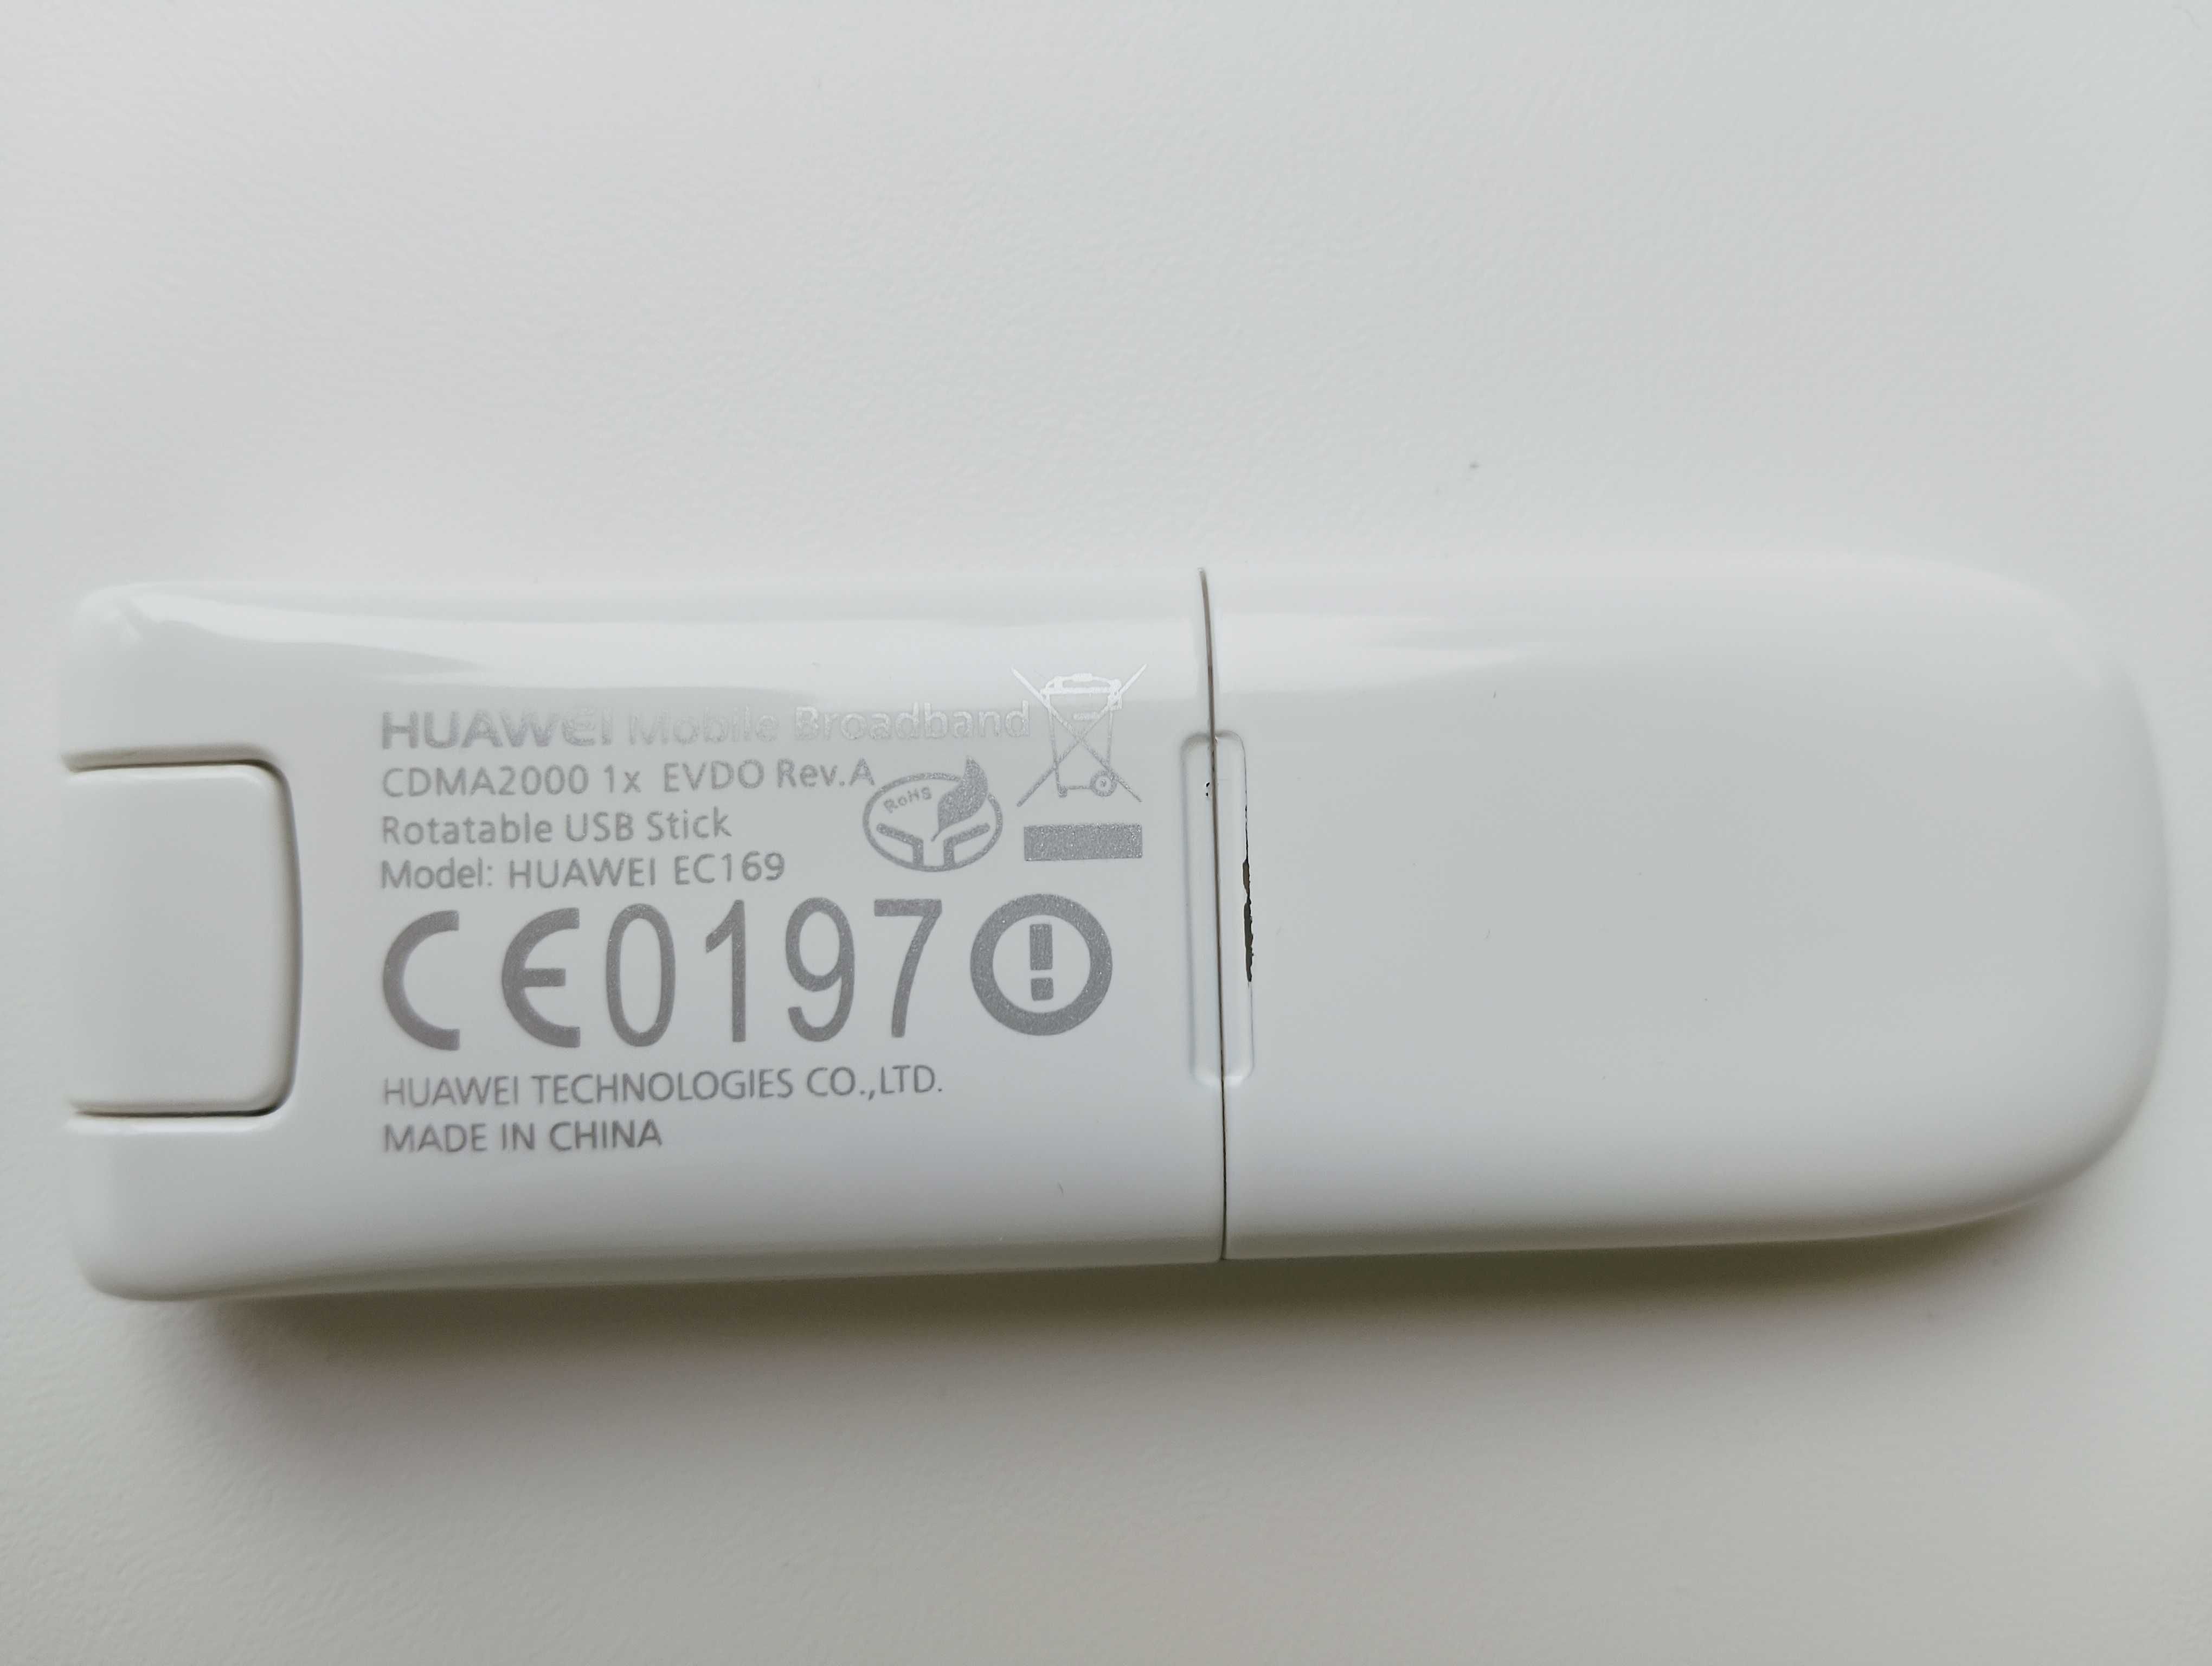 HUAWEI Mobile Broadband
CDMA2000 1x EVDO Rev.A
RoHS
Rotatable USB Stick
Model: HUAWEI EC169
CE0197
HUAWEI TECHNOLOGIES CO.,LTD.
MADE IN CHINA